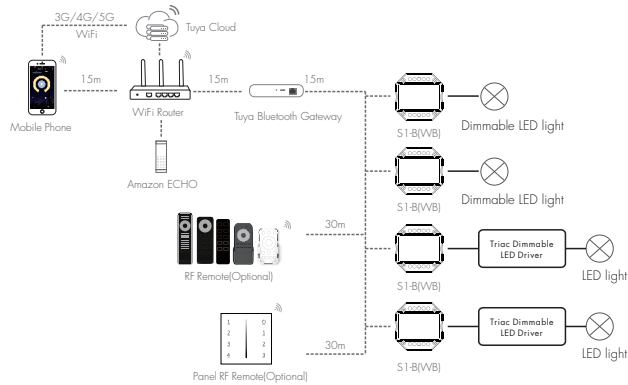 3G/4G/5G
WiFi
Tuya Cloud
15m
15m
15m
Mobile Phone
WiFi Router
Tuya Bluetooth Gateway
S1-B(WB)
Dimmable LED light
Amazon ECHO
S1-B(WB)
Dimmable LED light
30m
RF Remote(Optional)
Triac Dimmable
LED Driver
LED light
S1-B(WB)
1 0
2 1
3 2
4 3
30m
Panel RF Remote(Optional)
Triac Dimmable
LED Driver
LED light
S1-B(WB)